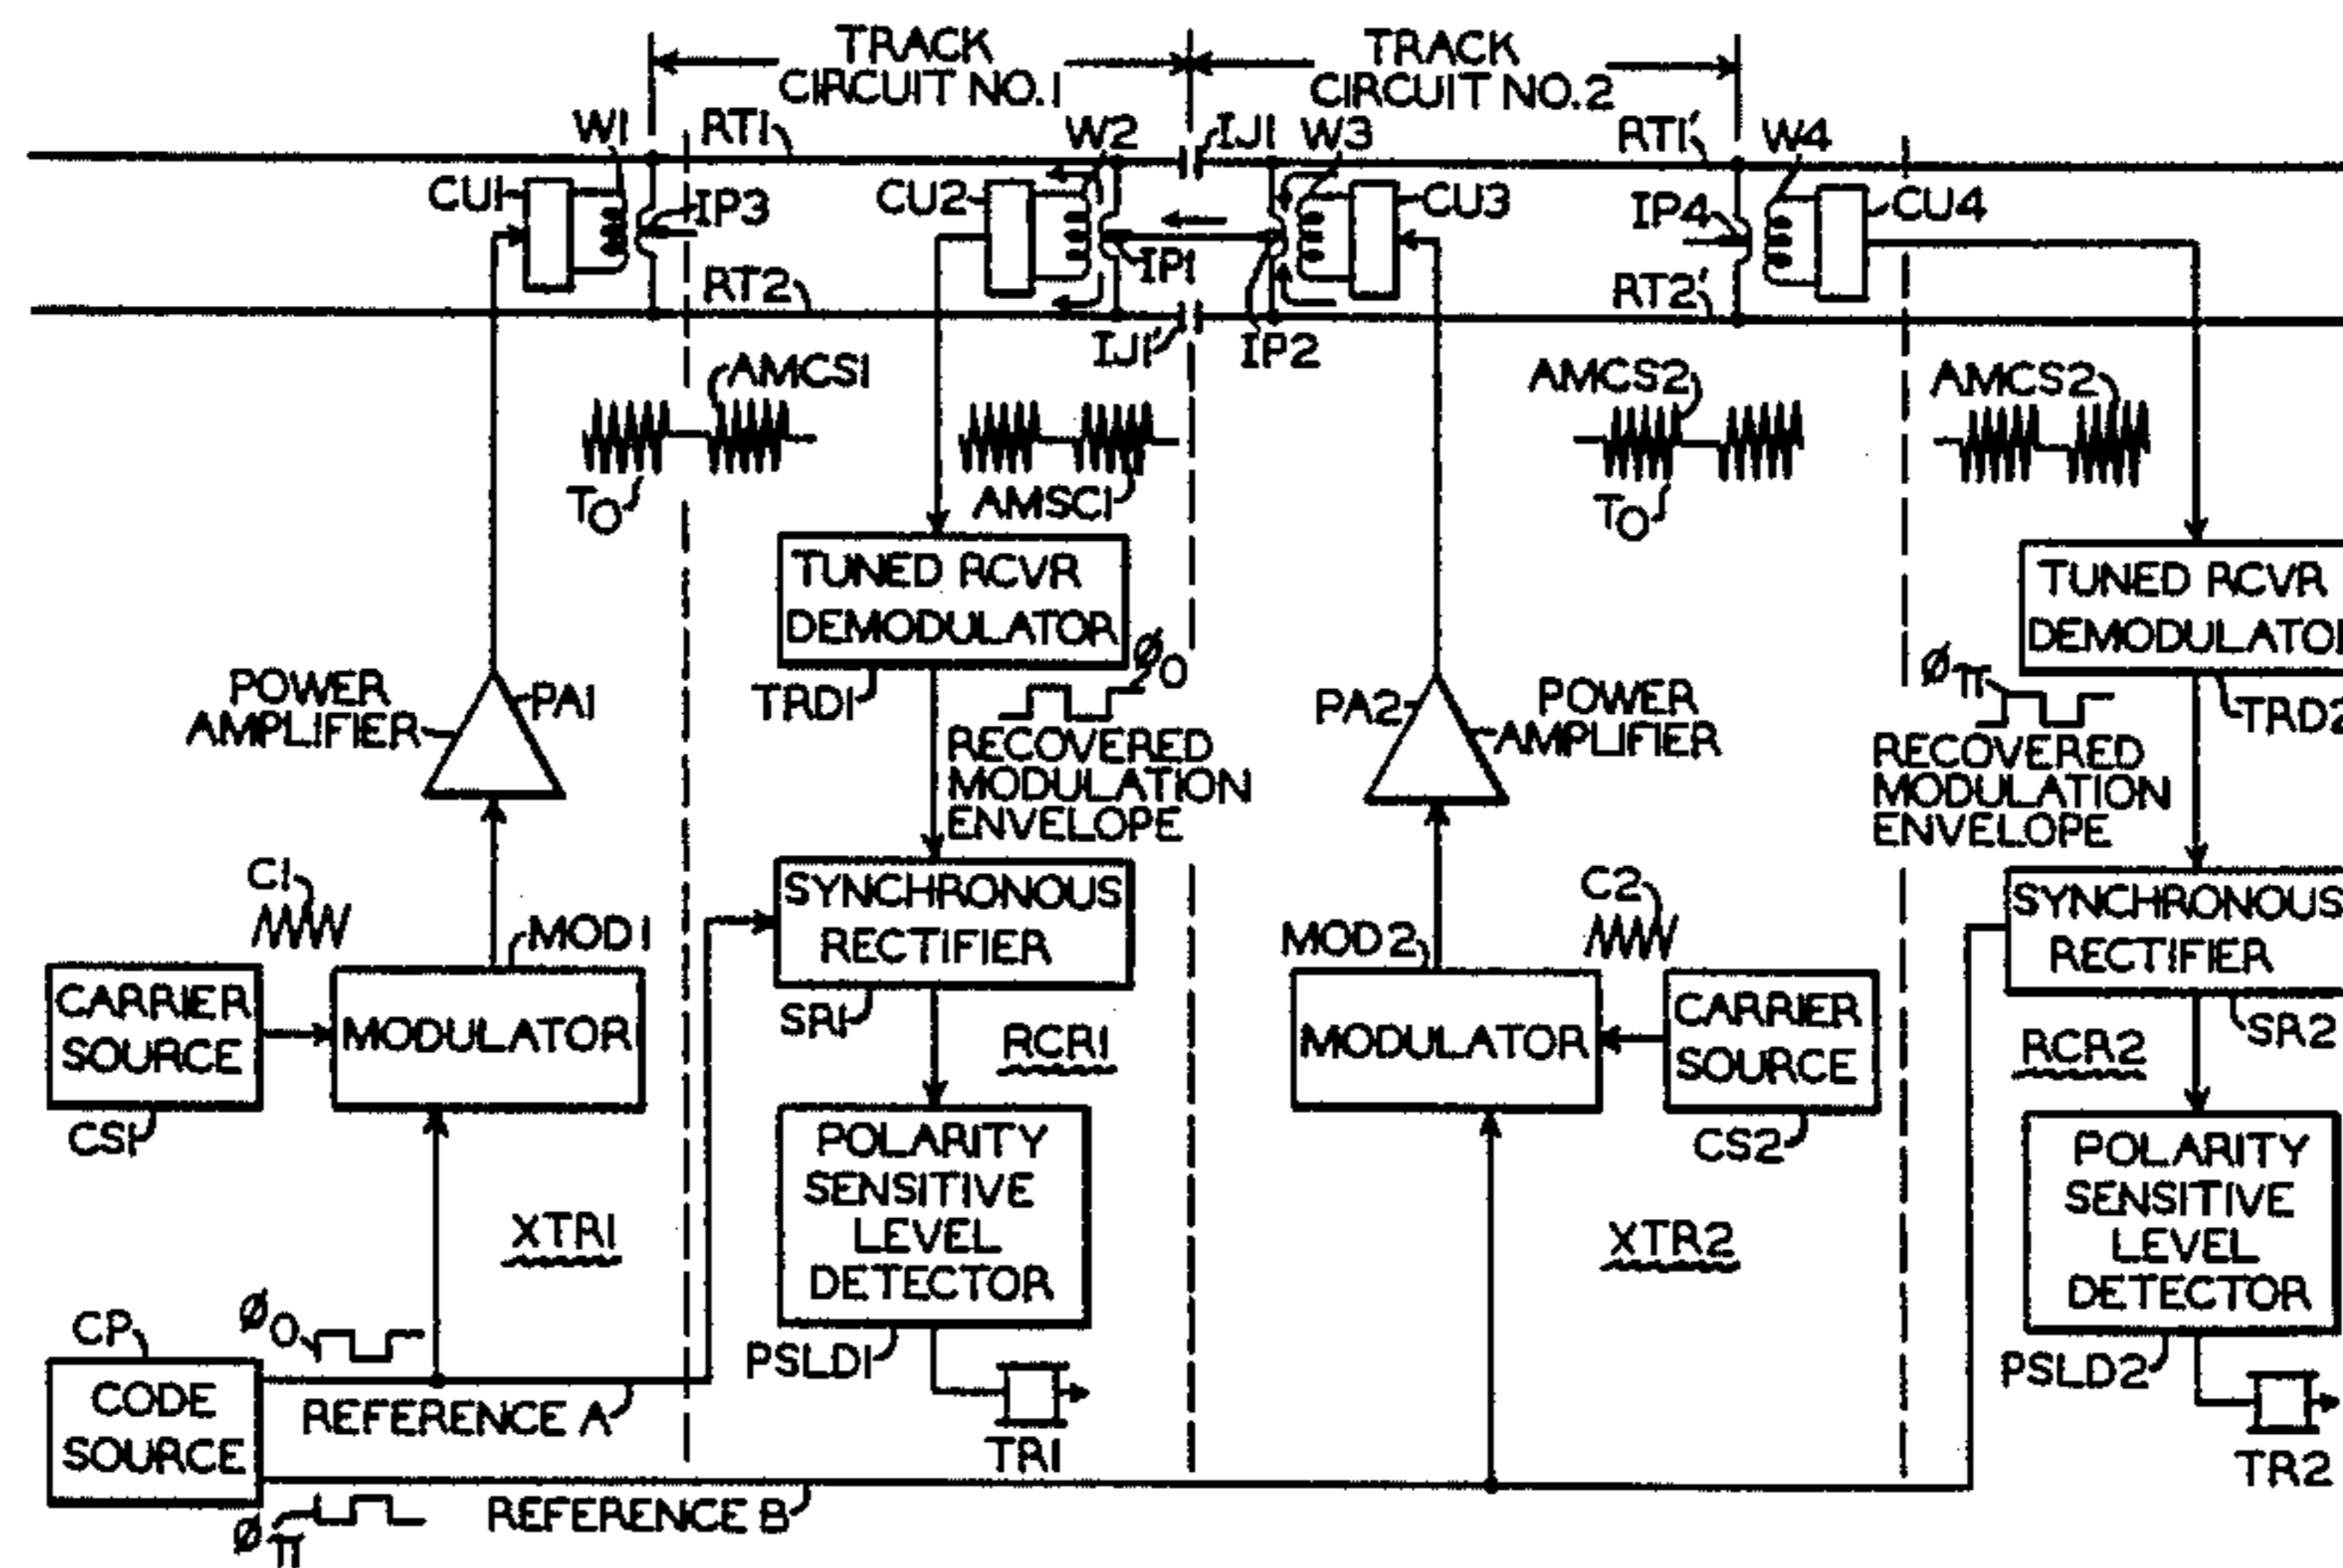 TRACK
CIRCUIT NO.1
TRACK
CIRCUIT NO.2
W1
RT1
W2
IJ1
W3
RT1'
W4
CU1
IP3
CU2
IP1
CU3
IP4
CU4
RT2
IJ1'
IP2
RT2'
AMCS1
TO
AMSC1
AMCS2
TO
AMCS2
TUNED RCVR
DEMODULATOR
TRD1
ØO
RECOVERED
MODULATION
ENVELOPE
TUNED RCVR
DEMODULATOR
TRD2
Øπ
RECOVERED
MODULATION
ENVELOPE
POWER
AMPLIFIER
PA1
PA2
POWER
AMPLIFIER
C1
MOD1
CARRIER
SOURCE
CS1
MODULATOR
SYNCHRONOUS
RECTIFIER
SR1
RCR1
MOD2
C2
MODULATOR
CARRIER
SOURCE
CS2
SYNCHRONOUS
RECTIFIER
SR2
RCR2
XTR1
POLARITY
SENSITIVE
LEVEL
DETECTOR
PSLD1
TR1
XTR2
POLARITY
SENSITIVE
LEVEL
DETECTOR
PSLD2
TR2
CP
ØO
CODE
SOURCE
REFERENCE A
Øπ
REFERENCE B